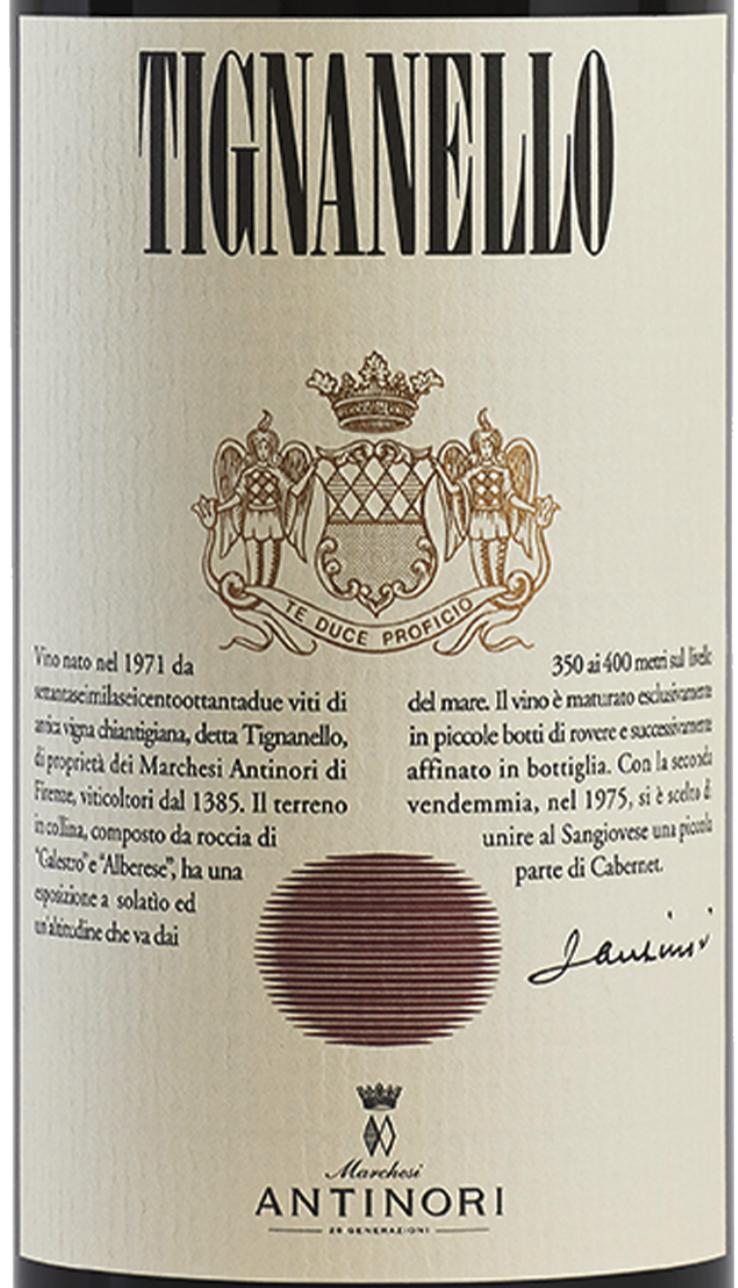 TIGNANELLO
TE DUCE PROFICIO
Vino nato nel 1971 da
settantaseimilaseicentoottantadue viti di
antica vigna chiantigiana, detta Tignanello,
di proprietà dei Marchesi Antinori di
Firenze, viticoltori dal 1385. Il terreno
in collina, composto da roccia di
"Galestro" e "Alberese", ha una
esposizione a solatìo ed
un'altitudine che va dai
350 ai 400 metri sul livello
del mare. Il vino è maturato esclusivamente
in piccole botti di rovere e successivamente
affinato in bottiglia. Con la seconda
vendemmia, nel 1975, si è scelto di
unire al Sangiovese una piccola
parte di Cabernet.
Marchesi
ANTINORI
26 GENERAZIONI